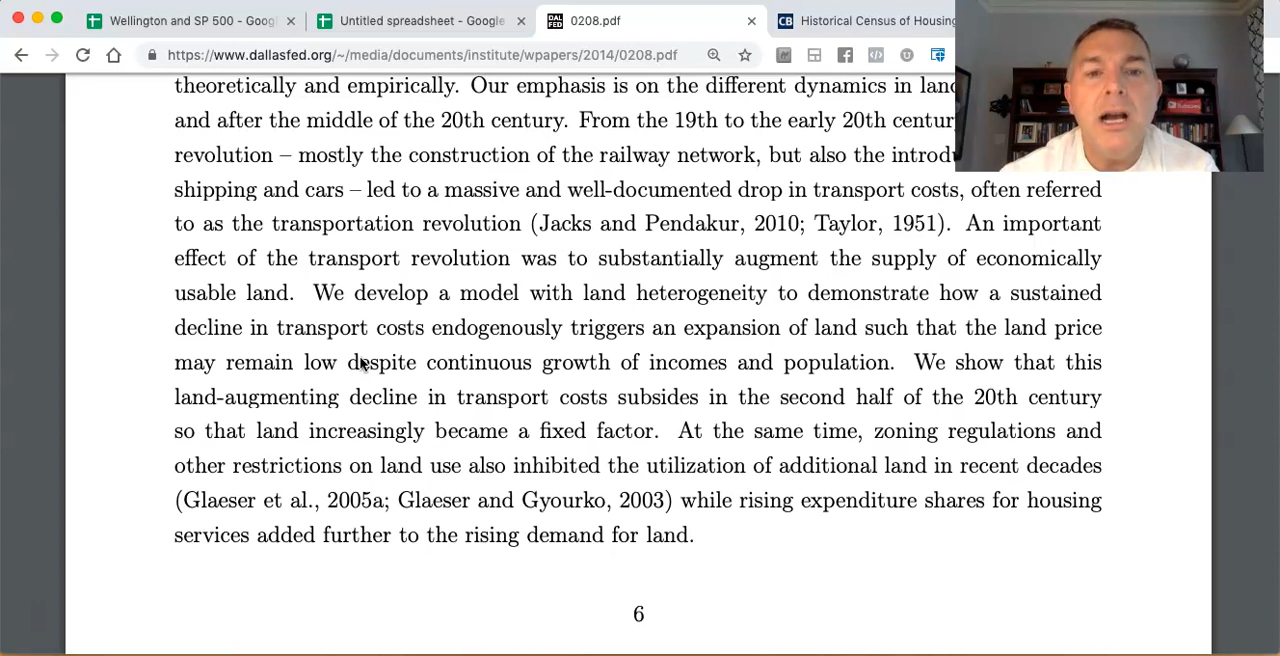 Wellington and SP 500 - Goog
Untitled spreadsheet - Google
0208.pdf
Historical Census of Housing
https://www.dallasfed.org/~/media/documents/institute/wpapers/2014/0208.pdf
theoretically and empirically. Our emphasis is on the different dynamics in land
and after the middle of the 20th century. From the 19th to the early 20th century
revolution – mostly the construction of the railway network, but also the introdu
shipping and cars – led to a massive and well-documented drop in transport costs, often referred
to as the transportation revolution (Jacks and Pendakur, 2010; Taylor, 1951). An important
effect of the transport revolution was to substantially augment the supply of economically
usable land. We develop a model with land heterogeneity to demonstrate how a sustained
decline in transport costs endogenously triggers an expansion of land such that the land price
may remain low despite continuous growth of incomes and population. We show that this
land-augmenting decline in transport costs subsides in the second half of the 20th century
so that land increasingly became a fixed factor. At the same time, zoning regulations and
other restrictions on land use also inhibited the utilization of additional land in recent decades
(Glaeser et al., 2005a; Glaeser and Gyourko, 2003) while rising expenditure shares for housing
services added further to the rising demand for land.
6